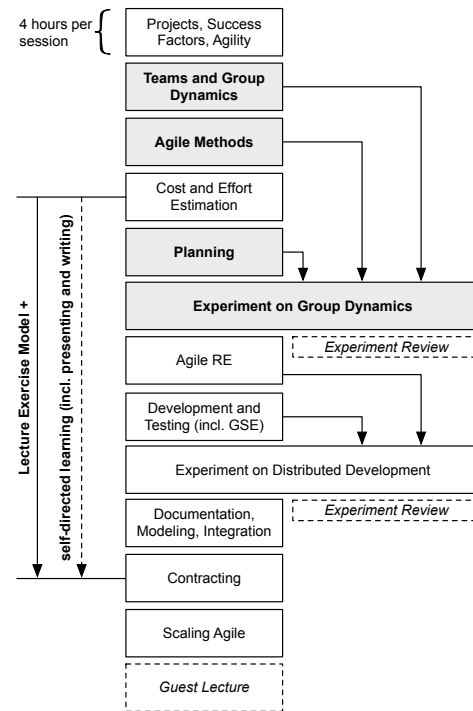 4 hours per
session
Projects, Success
Factors, Agility
Teams and Group
Dynamics
Agile Methods
Cost and Effort
Estimation
Planning
Experiment on Group Dynamics
Experiment Review
Agile RE
Development and
Testing (incl. GSE)
Experiment on Distributed Development
Experiment Review
Documentation,
Modeling, Integration
Contracting
Scaling Agile
Guest Lecture
Lecture Exercise Model +
self-directed learning (incl. presenting and writing)